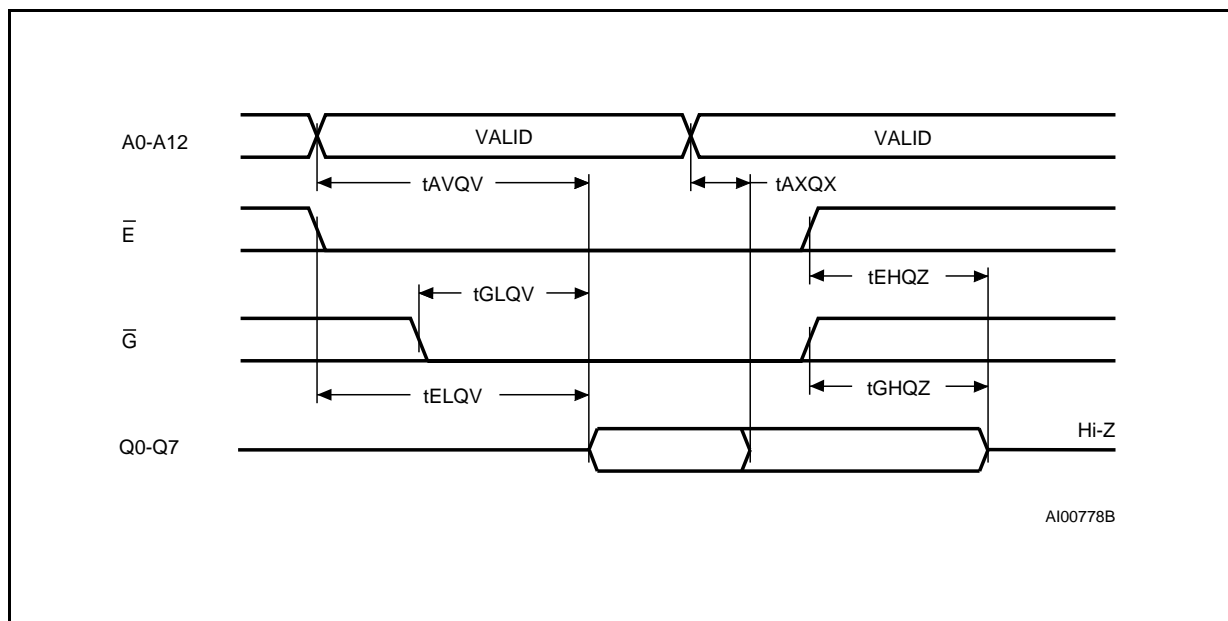 A0-A12
VALID
VALID
tAVQV
tAXQX
E̅
tEHQZ
tGLQV
G̅
tGHQZ
tELQV
Hi-Z
Q0-Q7
AI00778B